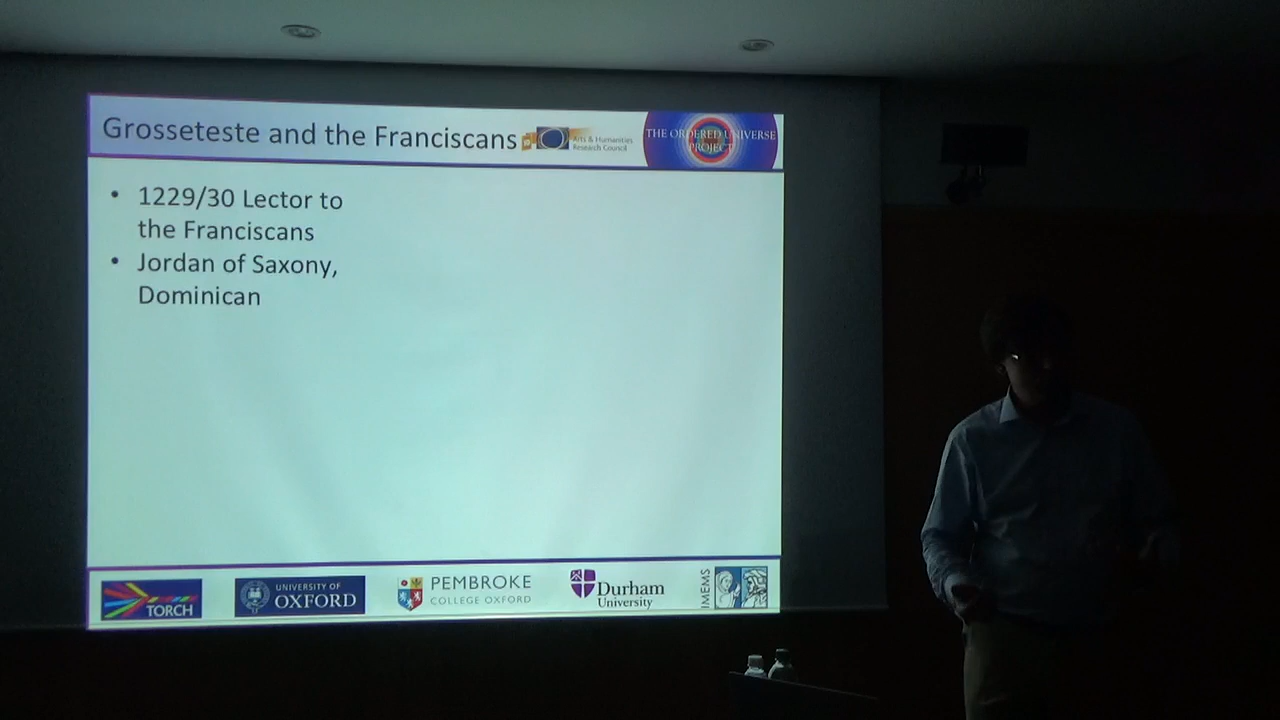 Grosseteste and the Franciscans
Arts & Humanities
Research Council
THE ORDERED UNIVERSE
PROJECT
• 1229/30 Lector to
the Franciscans
• Jordan of Saxony,
Dominican
TORCH
UNIVERSITY OF
OXFORD
PEMBROKE
COLLEGE OXFORD
Durham
University
IMEMS